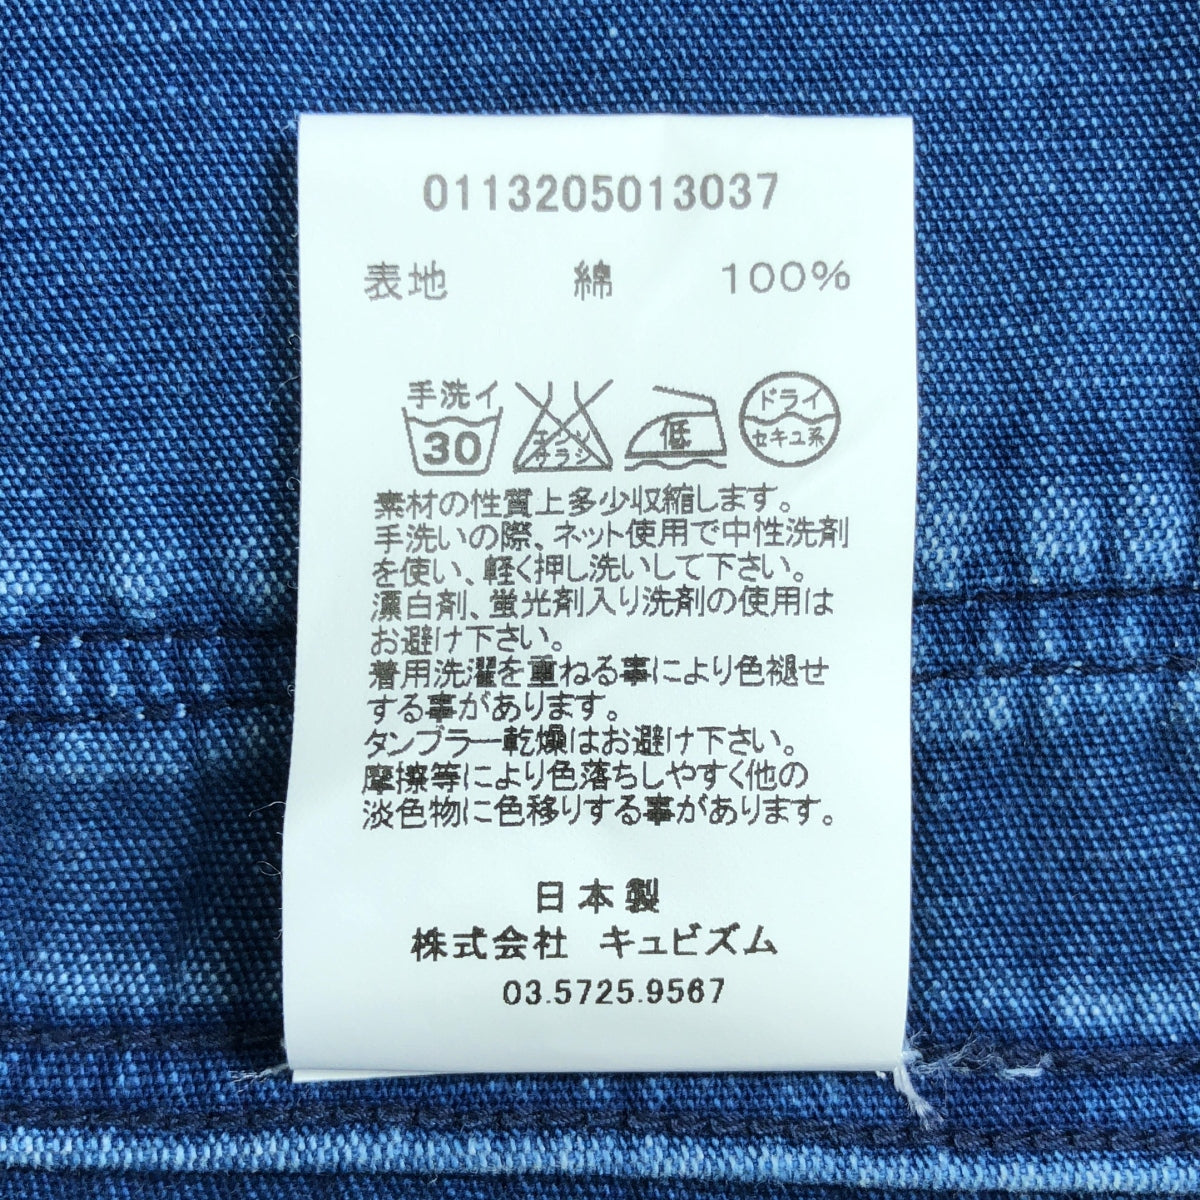 0113205013037
表地 綿 100%
手洗イ
30
エンソ
サラシ
低
ドライ
セキユ系
素材の性質上多少収縮します。
手洗いの際、ネット使用で中性洗剤
を使い、軽く押し洗いして下さい。
漂白剤、蛍光剤入り洗剤の使用は
お避け下さい。
着用洗濯を重ねる事により色褪せ
する事があります。
タンブラー乾燥はお避け下さい。
摩擦等により色落ちしやすく他の
淡色物に色移りする事があります。
日本製
株式会社 キュビズム
03.5725.9567